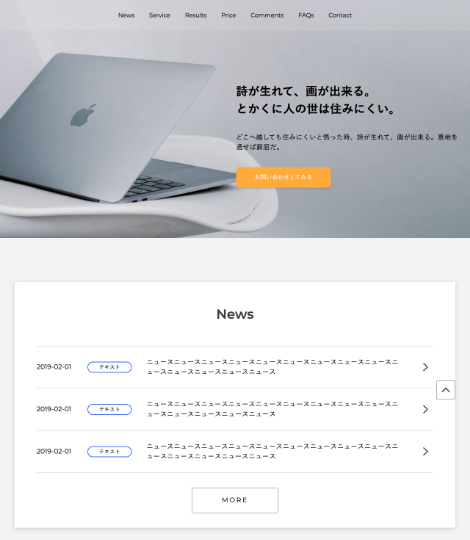 News Service Results Price Comments FAQs Contact
詩が生れて、画が出来る。
とかくに人の世は住みにくい。
どこへ越しても住みにくいと悟った時、詩が生れて、画が出来る。意地を
通せば窮屈だ。
お問い合わせしてみる
News
2019-02-01 テキスト ニュースニュースニュースニュースニュースニュースニュースニュースニュースニ
ュースニュースニュースニュースニュース
2019-02-01 テキスト ニュースニュースニュースニュースニュースニュースニュースニュースニュースニ
ュースニュースニュースニュースニュース
2019-02-01 テキスト ニュースニュースニュースニュースニュースニュースニュースニュースニュースニ
ュースニュースニュースニュースニュース
MORE